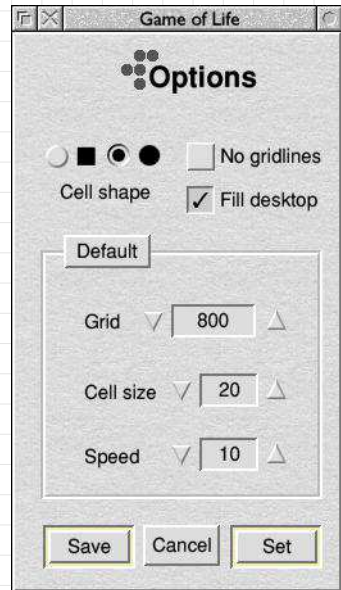 Game of Life
Options
No gridlines
Cell shape
Fill desktop
Default
Grid 800
Cell size 20
Speed 10
Save Cancel Set